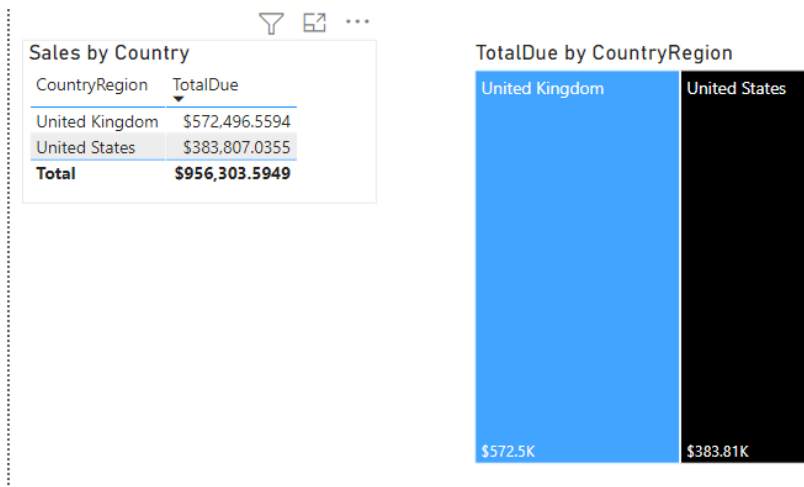 Sales by Country
CountryRegion TotalDue
United Kingdom $572,496.5594
United States $383,807.0355
Total $956,303.5949
TotalDue by CountryRegion
United Kingdom
$572.5K
United States
$383.81K